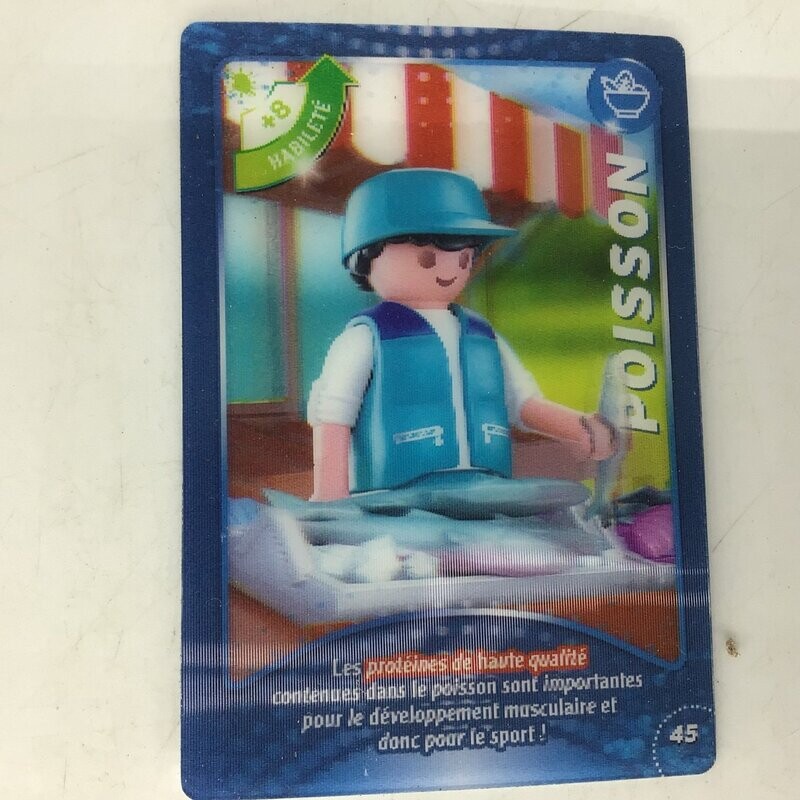 +8
HABILETÉ
POISSON
Les protéines de haute qualité
contenues dans le poisson sont importantes
pour le développement musculaire et
donc pour le sport !
45